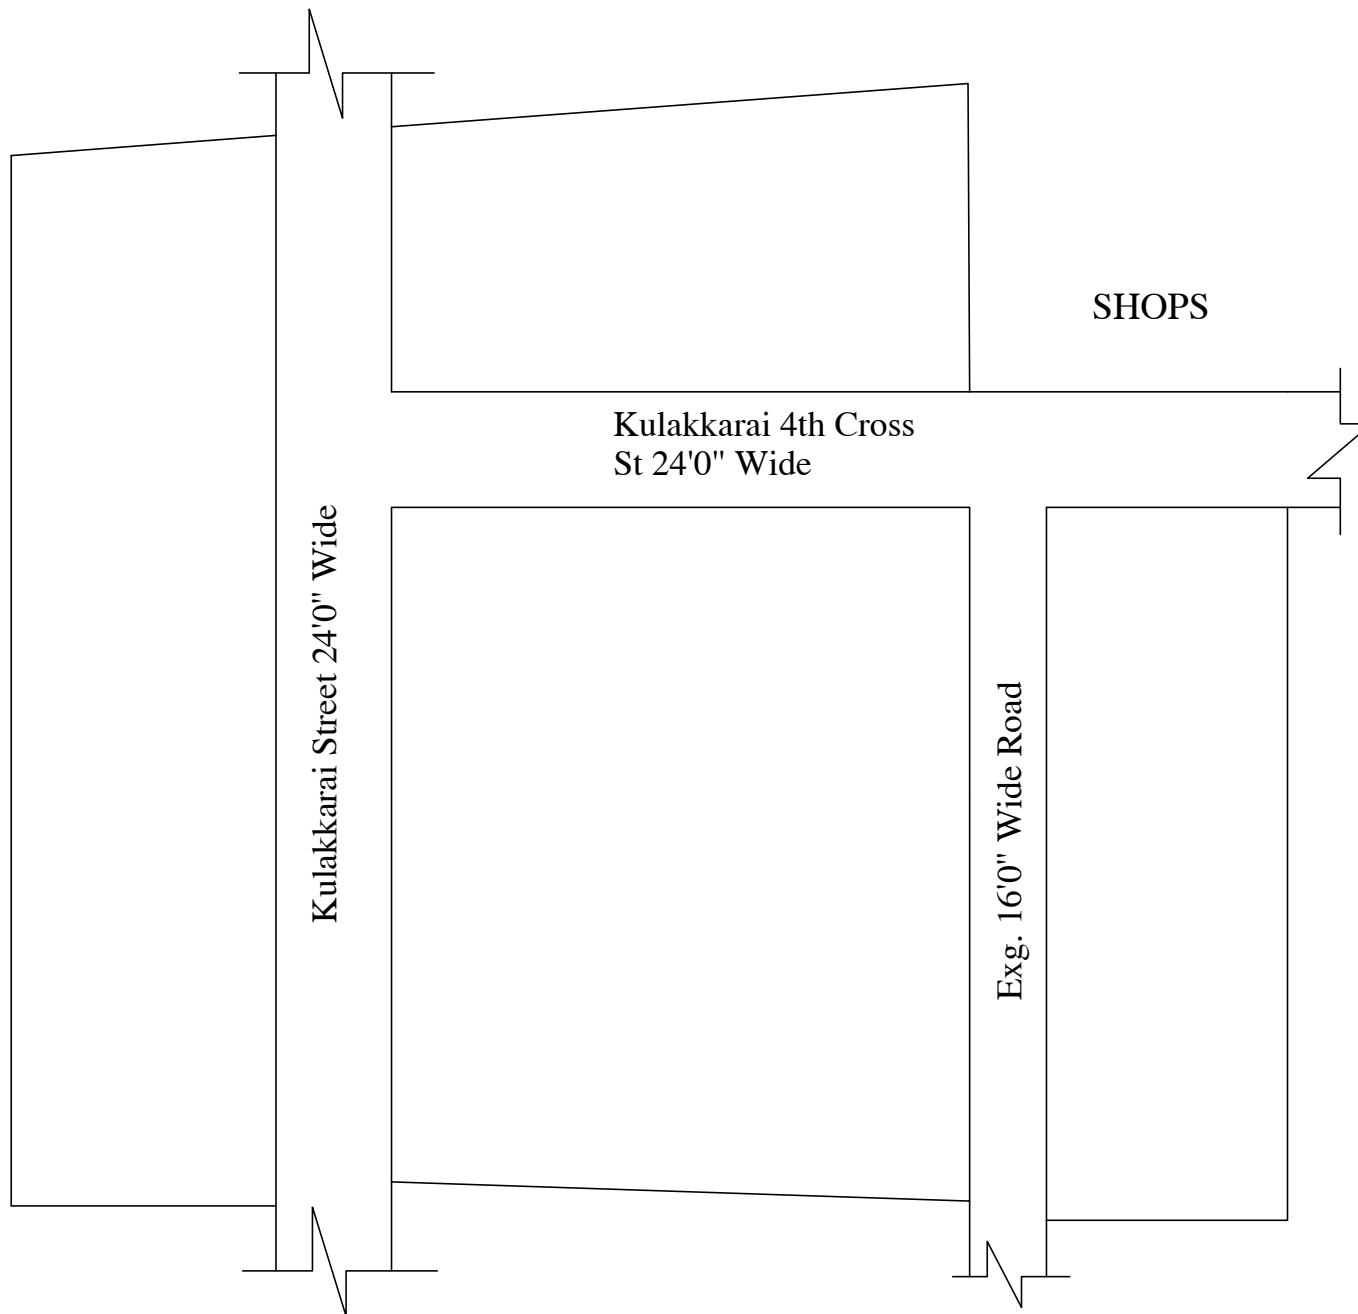 SHOPS
Kulakkarai 4th Cross
St 24'0" Wide
Kulakkarai Street 24'0" Wide
Exg. 16'0" Wide Road